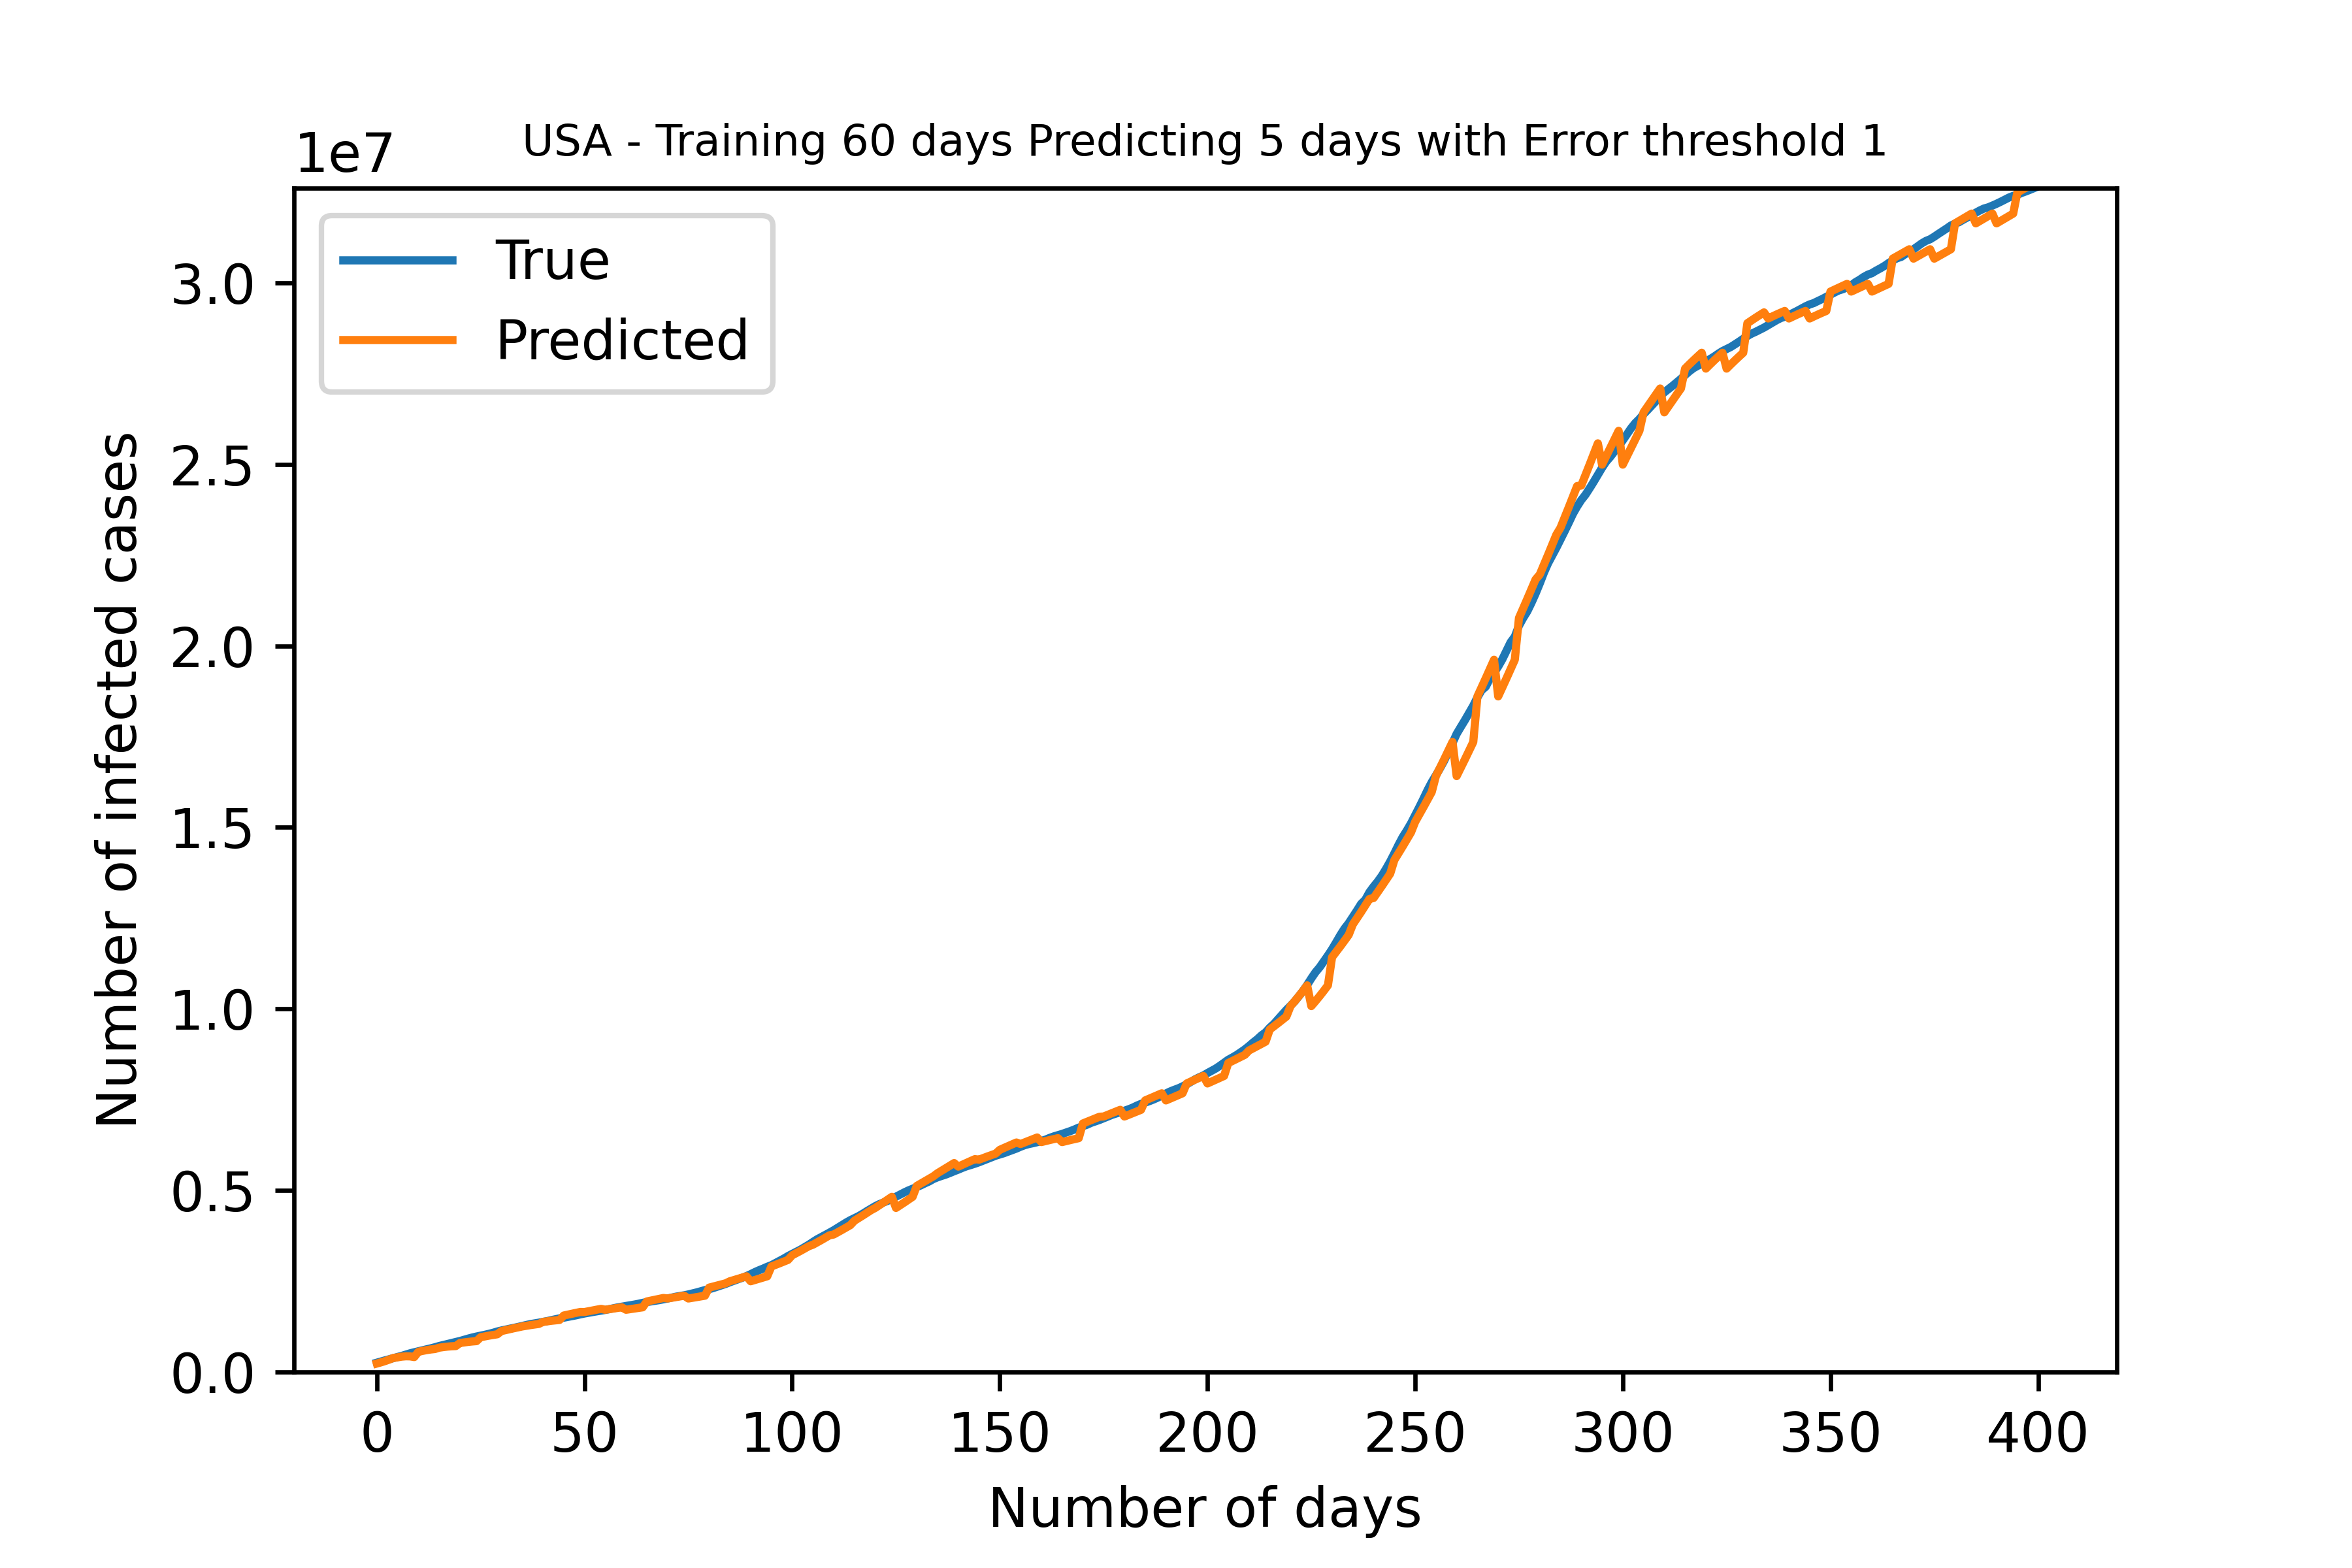 1e7
USA - Training 60 days Predicting 5 days with Error threshold 1
True
Predicted
Number of infected cases
3.0
2.5
2.0
1.5
1.0
0.5
0.0
0 50 100 150 200 250 300 350 400
Number of days